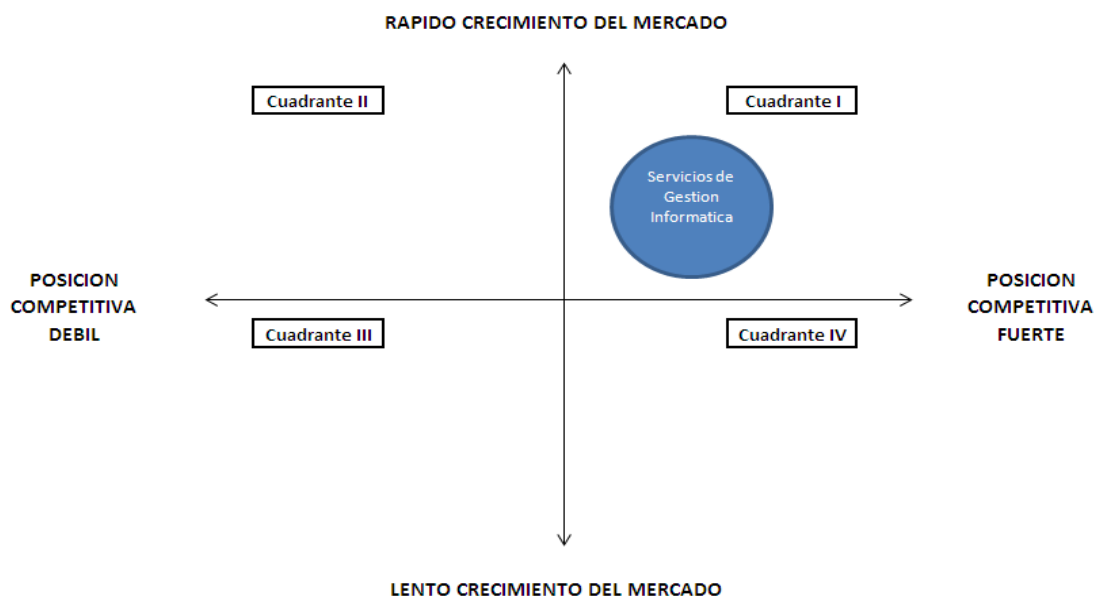 RAPIDO CRECIMIENTO DEL MERCADO
Cuadrante II
Cuadrante I
Servicios de
Gestion
Informatica
POSICION
COMPETITIVA
DEBIL
POSICION
COMPETITIVA
FUERTE
Cuadrante III
Cuadrante IV
LENTO CRECIMIENTO DEL MERCADO